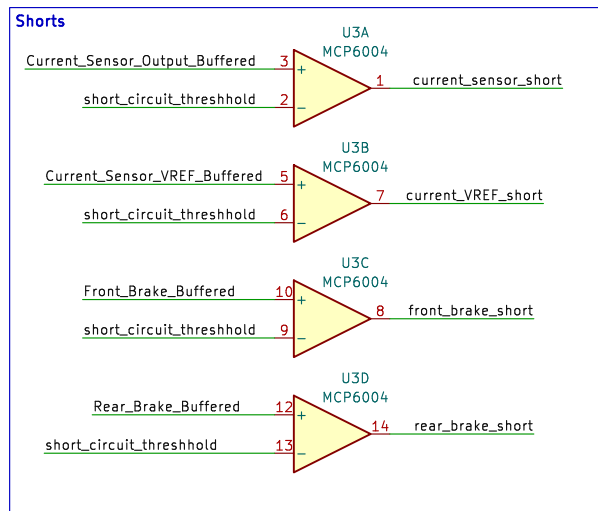 Shorts
U3A
MCP6004
Current_Sensor_Output_Buffered
3
+
1
current_sensor_short
short_circuit_threshhold
2
−
U3B
MCP6004
Current_Sensor_VREF_Buffered
5
+
7
current_VREF_short
short_circuit_threshhold
6
−
U3C
MCP6004
Front_Brake_Buffered
10
+
8
front_brake_short
short_circuit_threshhold
9
−
U3D
MCP6004
Rear_Brake_Buffered
12
+
14
rear_brake_short
short_circuit_threshhold
13
−